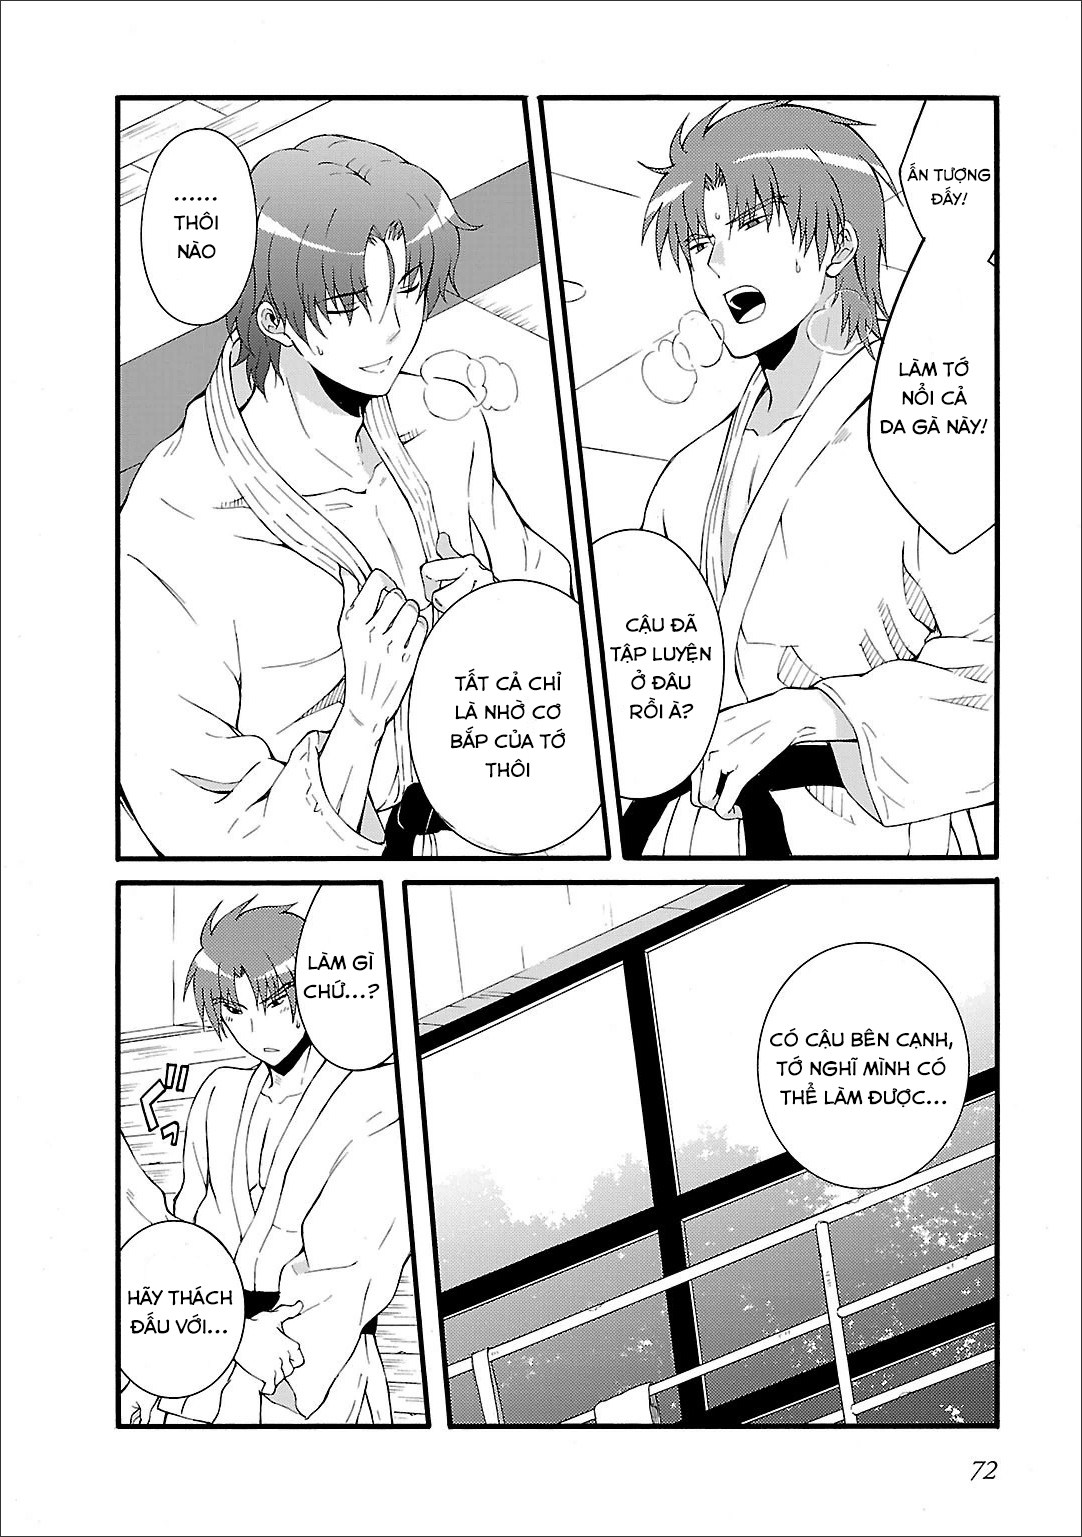 ẤN TƯỢNG
ĐẤY!
LÀM TỚ
NỔI CẢ
DA GÀ NÀY!
CẬU ĐÃ
TẬP LUYỆN
Ở ĐÂU
RỒI À?
......
THÔI
NÀO
TẤT CẢ CHỈ
LÀ NHỜ CƠ
BẮP CỦA TỚ
THÔI
CÓ CẬU BÊN CẠNH,
TỚ NGHĨ MÌNH CÓ
THỂ LÀM ĐƯỢC...
LÀM GÌ
CHỨ...?
HÃY THÁCH
ĐẤU VỚI...
72